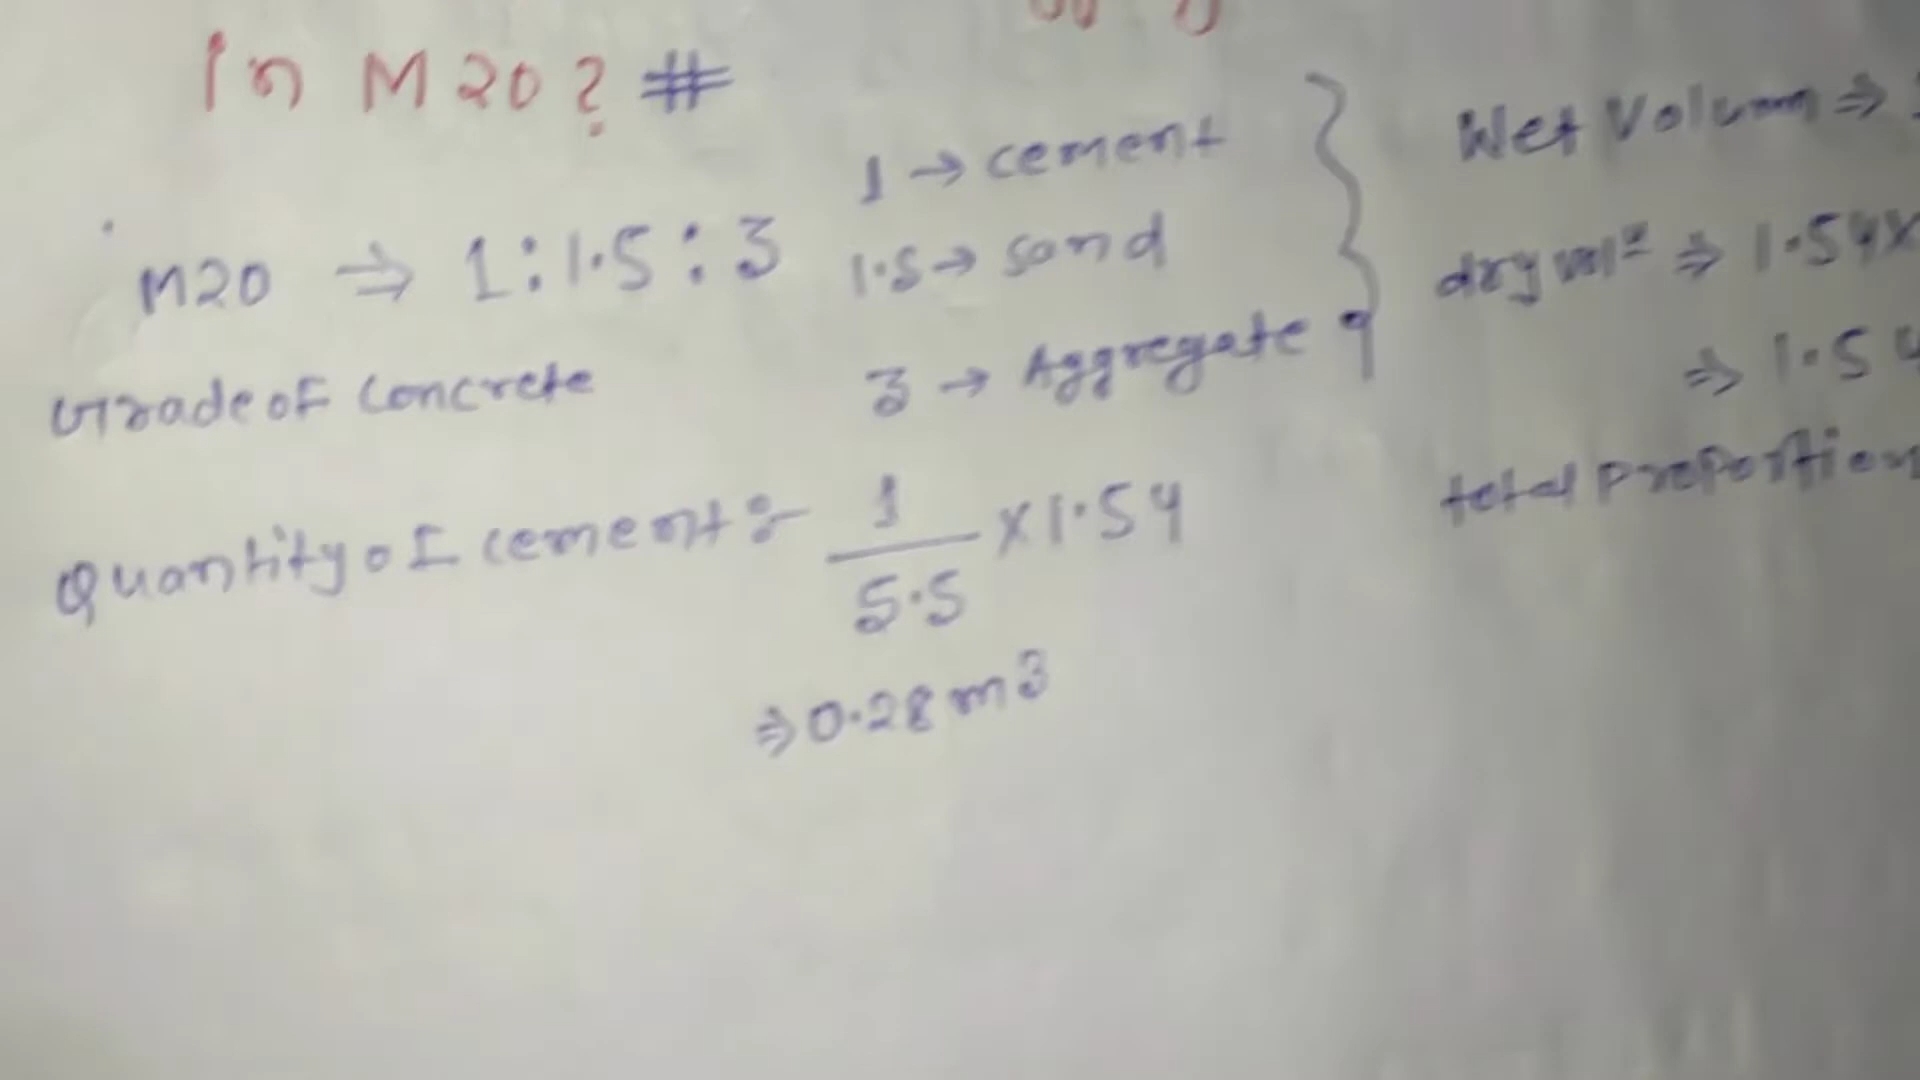 In M20? #
M20 ⇒ 1:1.5:3
Grade of Concrete
1 → cement
1.5 → sand
3 → Aggregate
Wet Volum ⇒
dry vol ⇒ 1.54×
⇒ 1.54
total Proportion
Quantity of cement :- 1/5.5 ×1.54
⇒ 0.28 m3